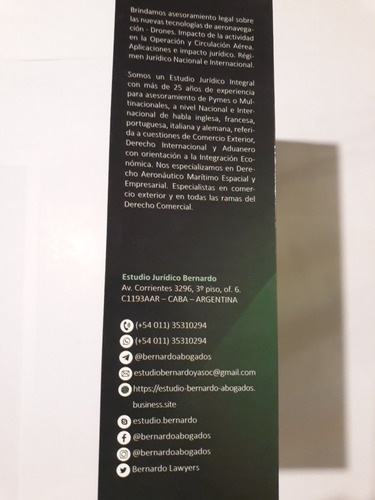 Brindamos asesoramiento legal sobre
las nuevas tecnologías de aeronavega-
ción - Drones. Impacto de la actividad
en la Operación y Circulación Aérea.
Aplicaciones e impacto jurídico. Régi-
men Jurídico Nacional e Internacional.
Somos un Estudio Jurídico Integral
con más de 25 años de experiencia
para asesoramiento de Pymes o Mul-
tinacionales, a nivel Nacional e Inter-
nacional de habla inglesa, francesa,
portuguesa, italiana y alemana, referi-
da a cuestiones de Comercio Exterior,
Derecho Internacional y Aduanero
con orientación a la Integración Eco-
nómica. Nos especializamos en Dere-
cho Aeronáutico Marítimo Espacial y
Empresarial. Especialistas en comer-
cio exterior y en todas las ramas del
Derecho Comercial.
Estudio Jurídico Bernardo
Av. Corrientes 3296, 3º piso, of. 6.
C1193AAR – CABA – ARGENTINA
(+54 011) 35310294
(+54 011) 35310294
@bernardoabogados
estudiobernardoyasoc@gmail.com
https://estudio-bernardo-abogados.
business.site
estudio.bernardo
@bernardoabogados
@bernardoabogados
Bernardo Lawyers